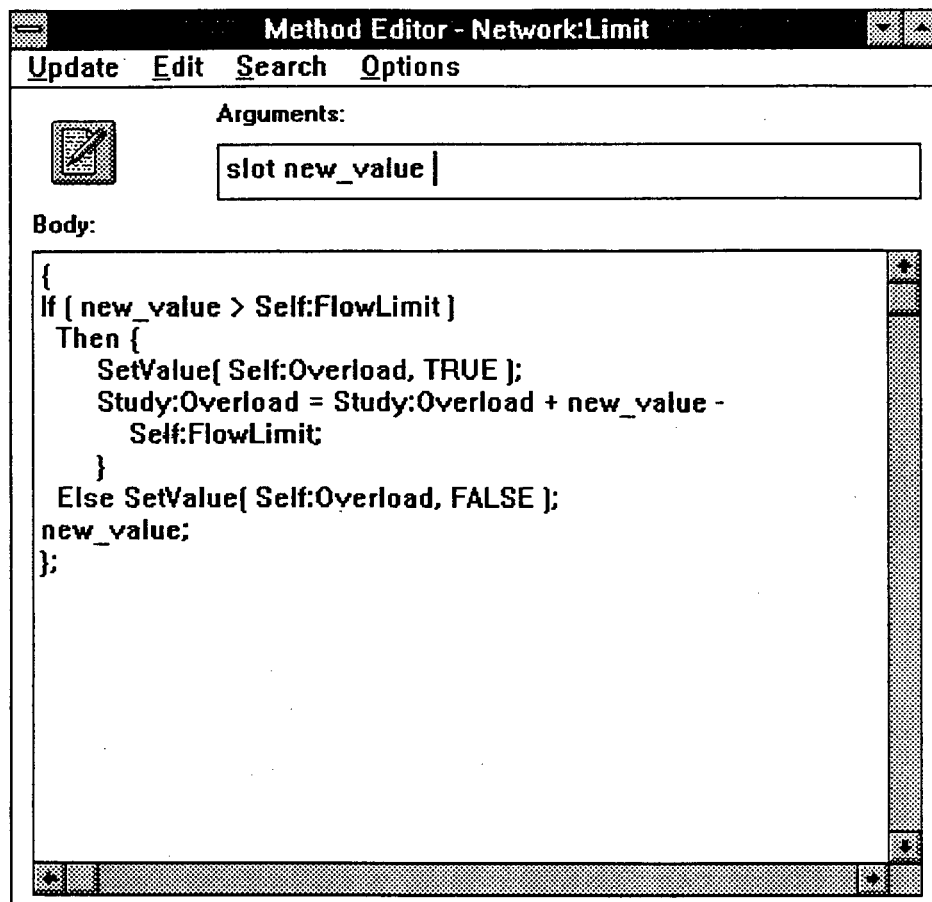 Method Editor - Network:Limit
Update Edit Search Options
Arguments:
slot new_value
Body:
{
If ( new_value > Self:FlowLimit )
Then {
SetValue( Self:Overload, TRUE );
Study:Overload = Study:Overload + new_value -
Self:FlowLimit;
}
Else SetValue( Self:Overload, FALSE );
new_value;
};